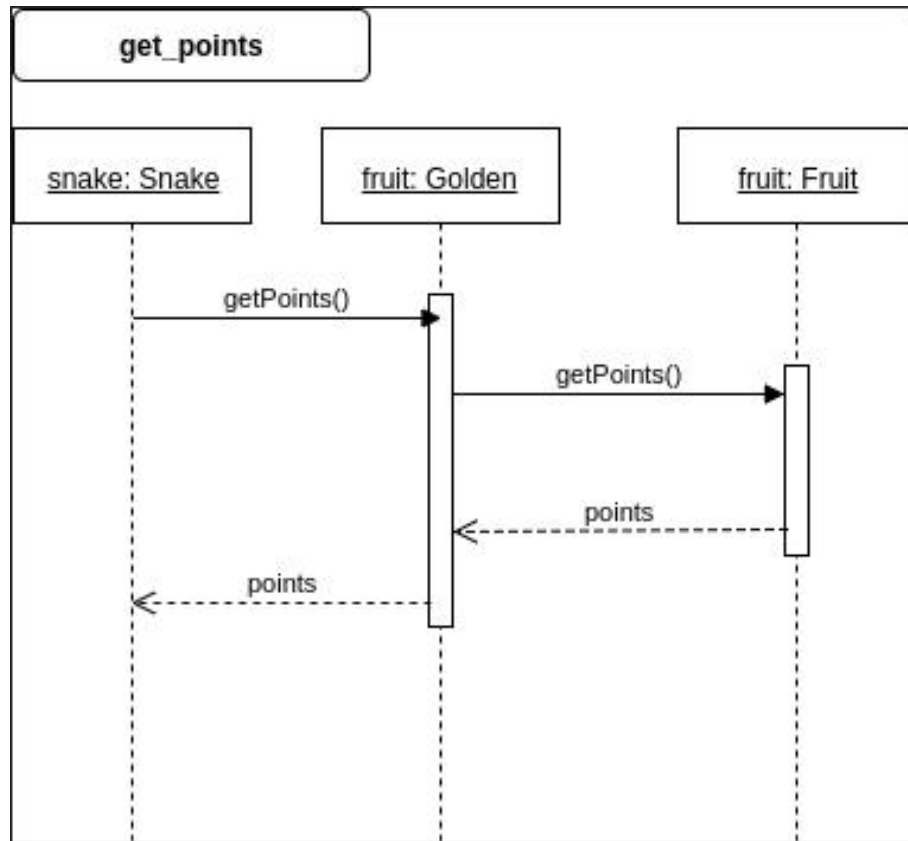 get_points
snake: Snake
fruit: Golden
fruit: Fruit
getPoints()
getPoints()
points
points